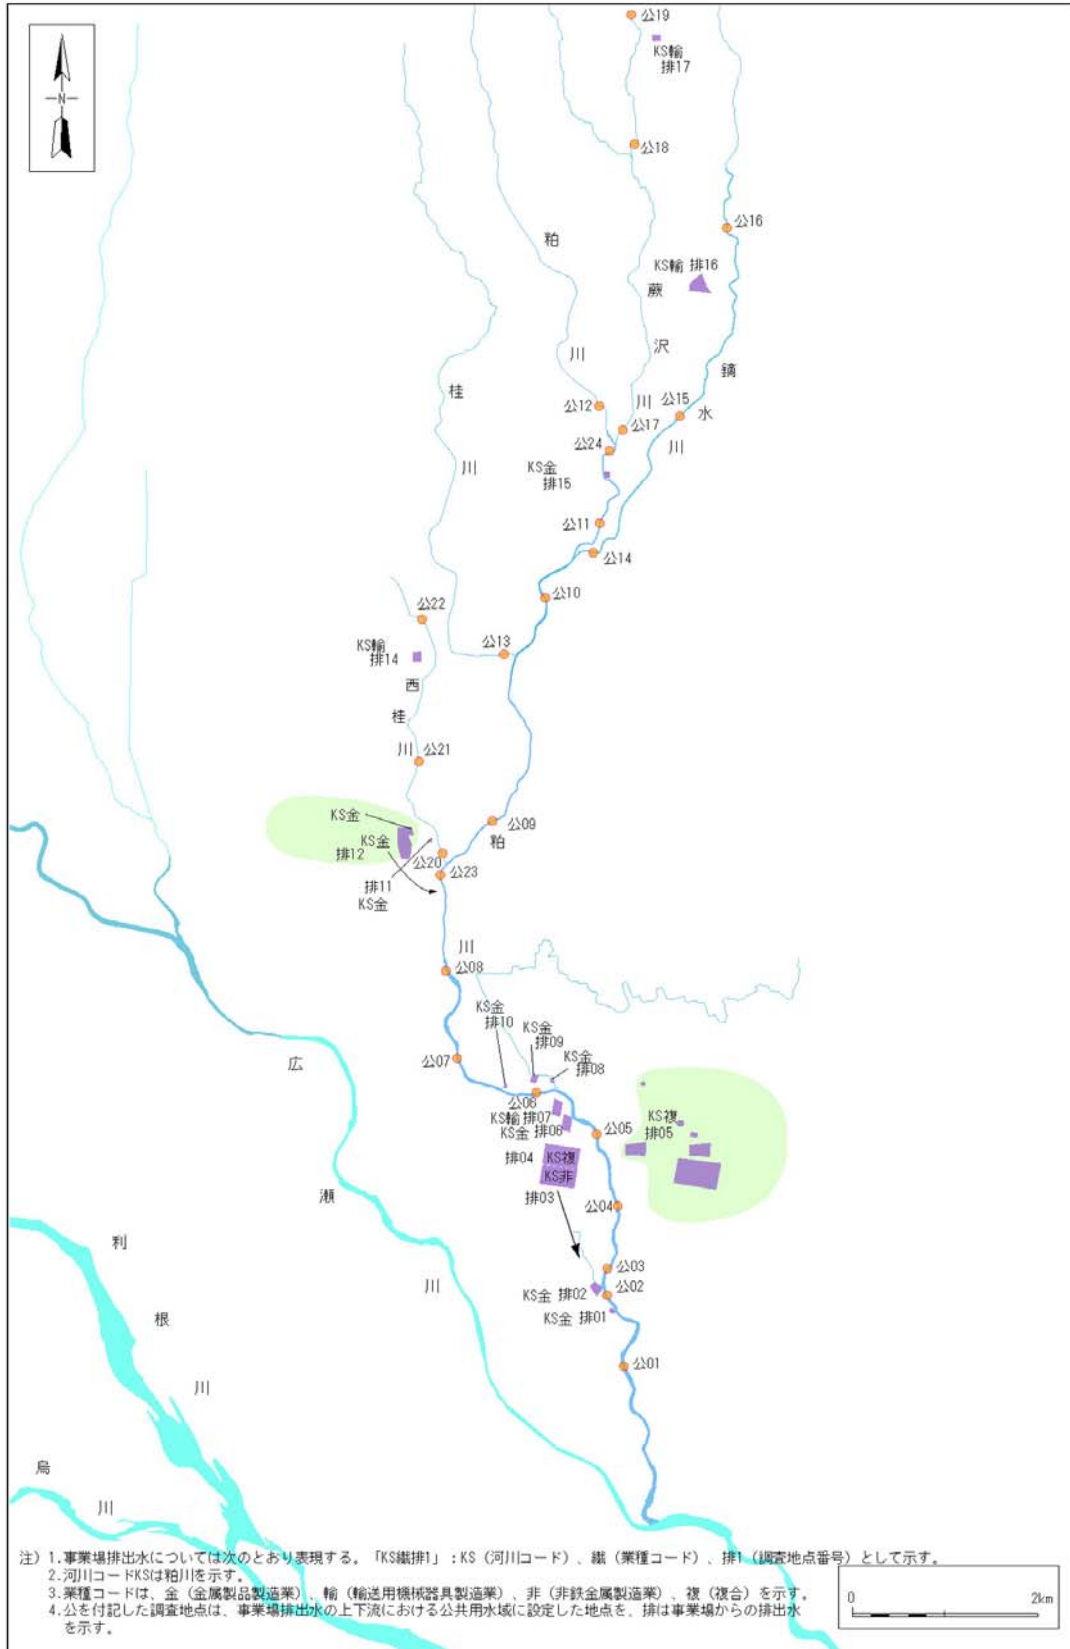 公19
KS輸
排17
N
公18
公16
粕
KS輸 排16
蕨
川
沢
鏑
桂
公12
川
公15
水
公17
川
公24
川
KS金
排15
公11
公14
公10
公22
KS輸
排14
公13
西
桂
川
公21
KS金
公09
KS金
粕
排12
公20
公23
排11
KS金
川
公08
KS金
排10
KS金
排09
KS金
排08
広
公07
公06
KS輸 排07
KS金 排06
公05
KS複
排05
排04
KS複
KS非
排03
瀬
公04
利
公03
川
KS金 排02
公02
根
KS金 排01
公01
川
烏
川
注) 1.事業場排出水については次のとおり表現する。「KS繊排1」:KS(河川コード)、繊(業種コード)、排1(調査地点番号)として示す。
2.河川コードKSは粕川を示す。
3.業種コードは、金(金属製品製造業)、輸(輸送用機械器具製造業)、非(非鉄金属製造業)、複(複合)を示す。
4.公を付記した調査地点は、事業場排出水の上下流における公共用水域に設定した地点を、排は事業場からの排出水
を示す。
0 2km